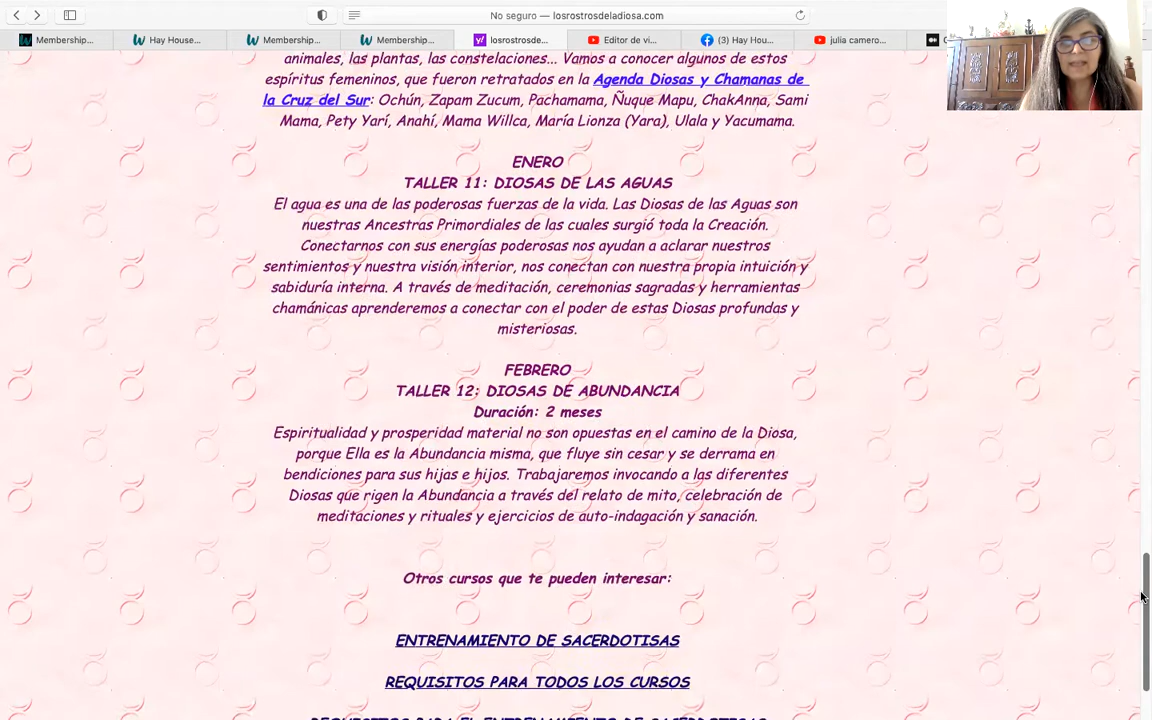 No seguro — losrostrosdeladiosa.com
Membership...
Hay House...
Membership...
Membership...
losrostrosde...
Editor de vi...
(3) Hay Hou...
julia camero...
animales, las plantas, las constelaciones... Vamos a conocer algunos de estos
espíritus femeninos, que fueron retratados en la Agenda Diosas y Chamanas de
la Cruz del Sur: Ochún, Zapam Zucum, Pachamama, Ñuque Mapu, ChakAnna, Sami
Mama, Pety Yarí, Anahí, Mama Willca, María Lionza (Yara), Ulala y Yacumama.
ENERO
TALLER 11: DIOSAS DE LAS AGUAS
El agua es una de las poderosas fuerzas de la vida. Las Diosas de las Aguas son
nuestras Ancestras Primordiales de las cuales surgió toda la Creación.
Conectarnos con sus energías poderosas nos ayudan a aclarar nuestros
sentimientos y nuestra visión interior, nos conectan con nuestra propia intuición y
sabiduría interna. A través de meditación, ceremonias sagradas y herramientas
chamánicas aprenderemos a conectar con el poder de estas Diosas profundas y
misteriosas.
FEBRERO
TALLER 12: DIOSAS DE ABUNDANCIA
Duración: 2 meses
Espiritualidad y prosperidad material no son opuestas en el camino de la Diosa,
porque Ella es la Abundancia misma, que fluye sin cesar y se derrama en
bendiciones para sus hijas e hijos. Trabajaremos invocando a las diferentes
Diosas que rigen la Abundancia a través del relato de mito, celebración de
meditaciones y rituales y ejercicios de auto-indagación y sanación.
Otros cursos que te pueden interesar:
ENTRENAMIENTO DE SACERDOTISAS
REQUISITOS PARA TODOS LOS CURSOS
REQUISITOS PARA EL ENTRENAMIENTO DE SACERDOTISAS